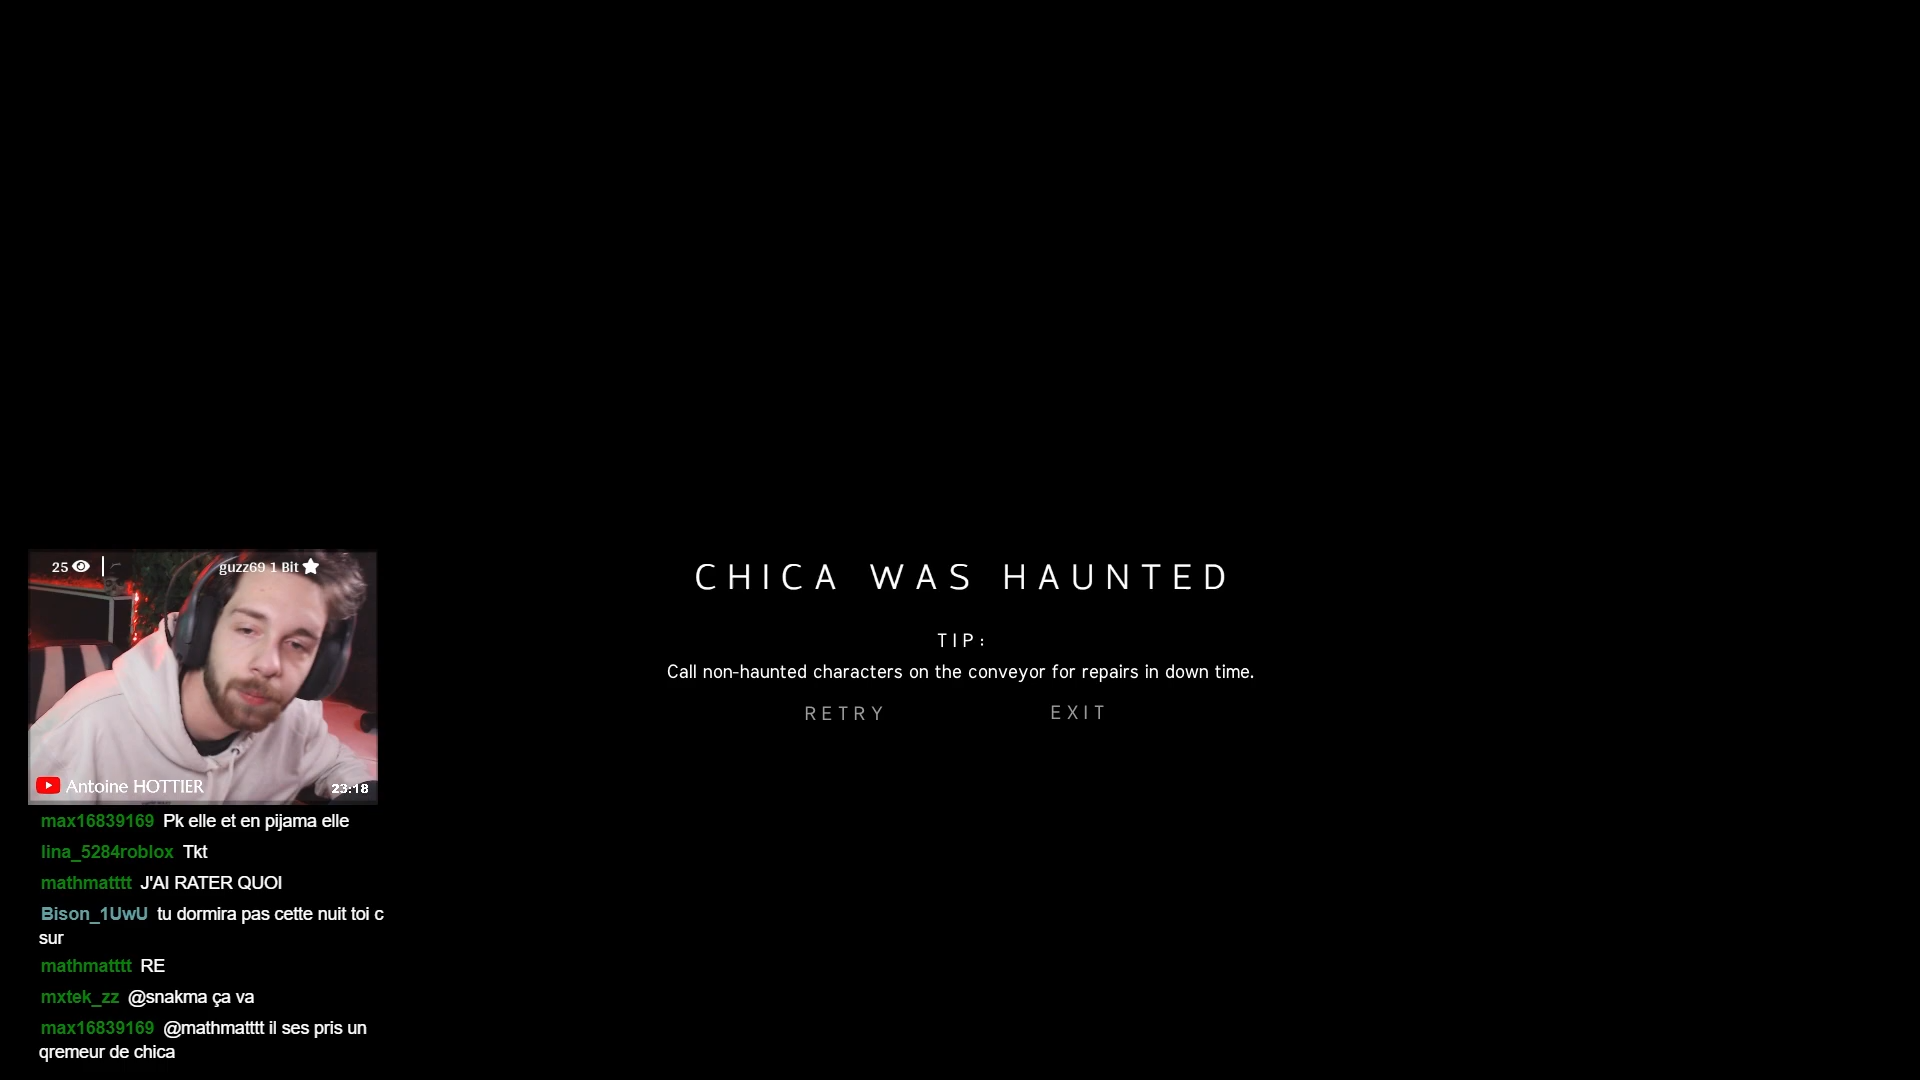 25
guzz69 1 Bit
CHICA WAS HAUNTED
TIP:
Call non-haunted characters on the conveyor for repairs in down time.
RETRY
EXIT
Antoine HOTTIER
23:18
max16839169 Pk elle et en pijama elle
lina_5284roblox Tkt
mathmatttt J'AI RATER QUOI
Bison_1UwU tu dormira pas cette nuit toi c
sur
mathmatttt RE
mxtek_zz @snakma ça va
max16839169 @mathmatttt il ses pris un
qremeur de chica